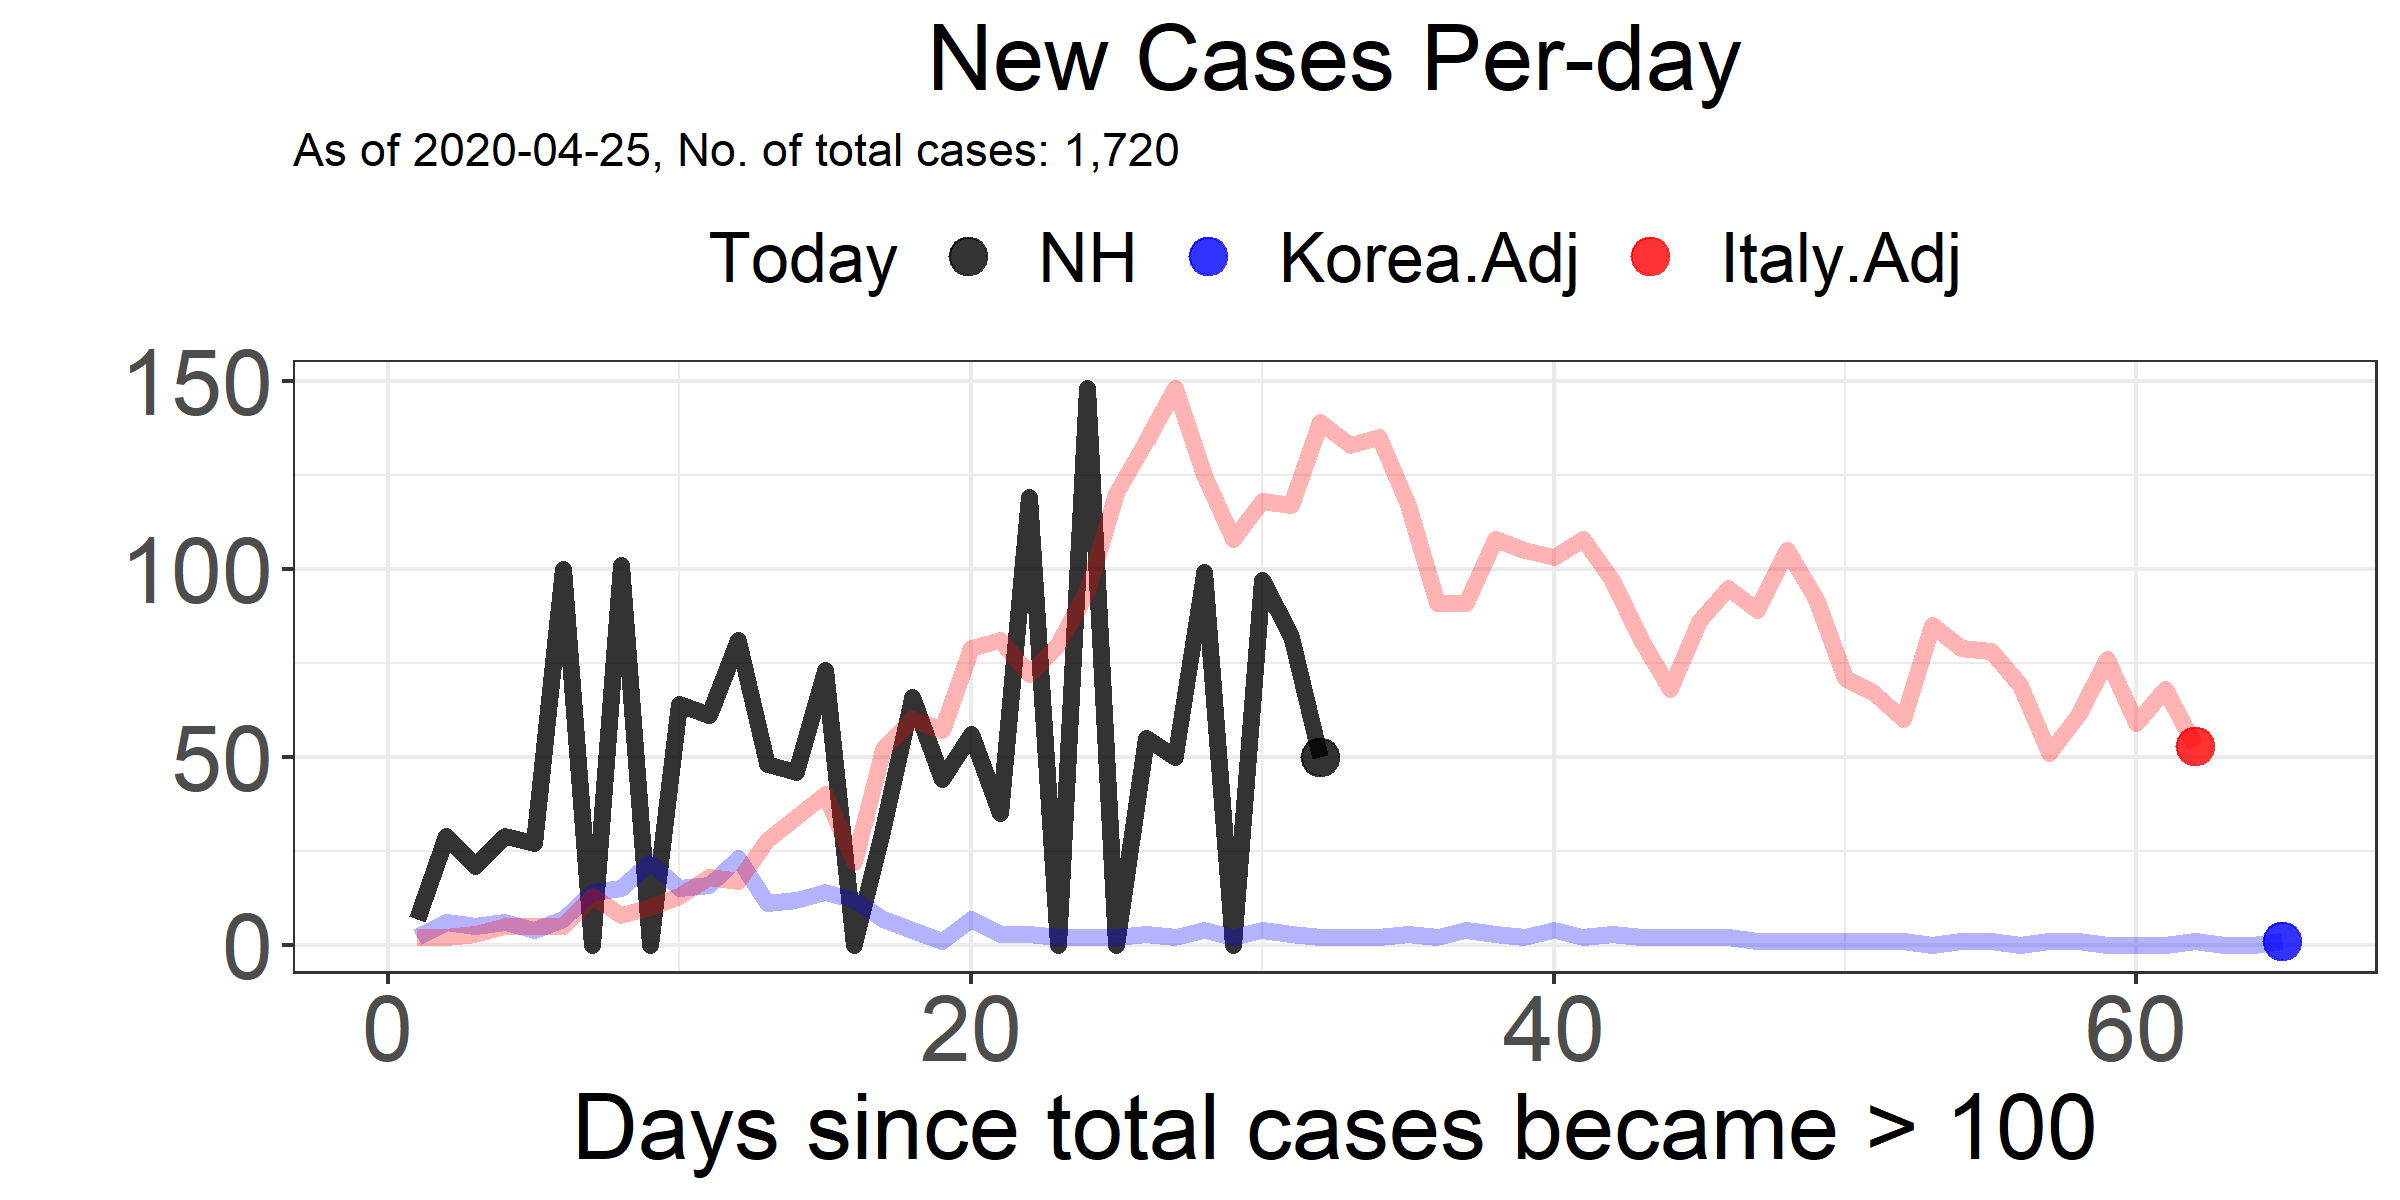 New Cases Per-day
As of 2020-04-25, No. of total cases: 1,720
Today NH Korea.Adj Italy.Adj
150
100
50
0
0 20 40 60
Days since total cases became > 100